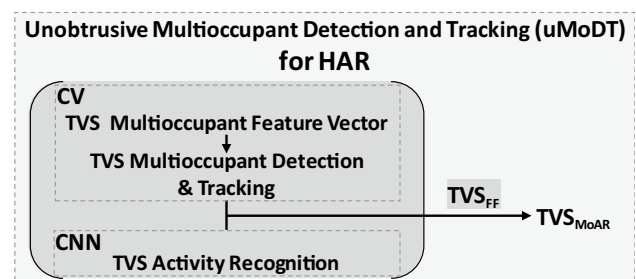 Unobtrusive Multioccupant Detection and Tracking (uMoDT)
for HAR
CV
TVS Multioccupant Feature Vector
TVS Multioccupant Detection
& Tracking
TVS_FF
TVS_MoAR
CNN
TVS Activity Recognition